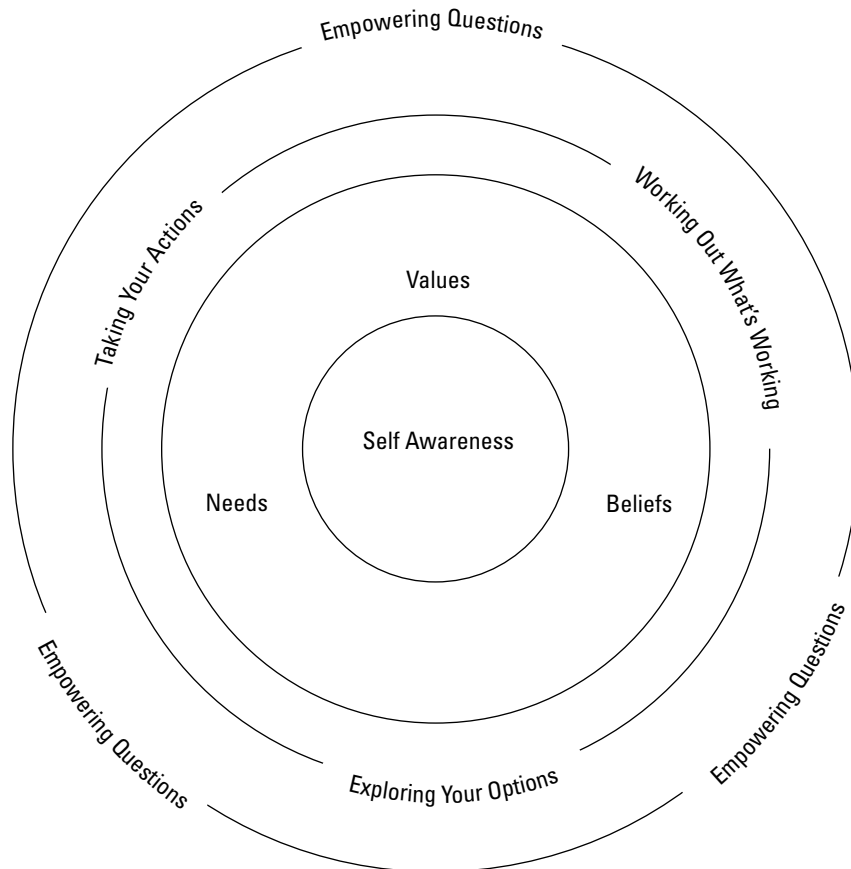 Empowering Questions
Working Out What's Working
Taking Your Actions
Values
Self Awareness
Needs
Beliefs
Empowering Questions
Empowering Questions
Exploring Your Options